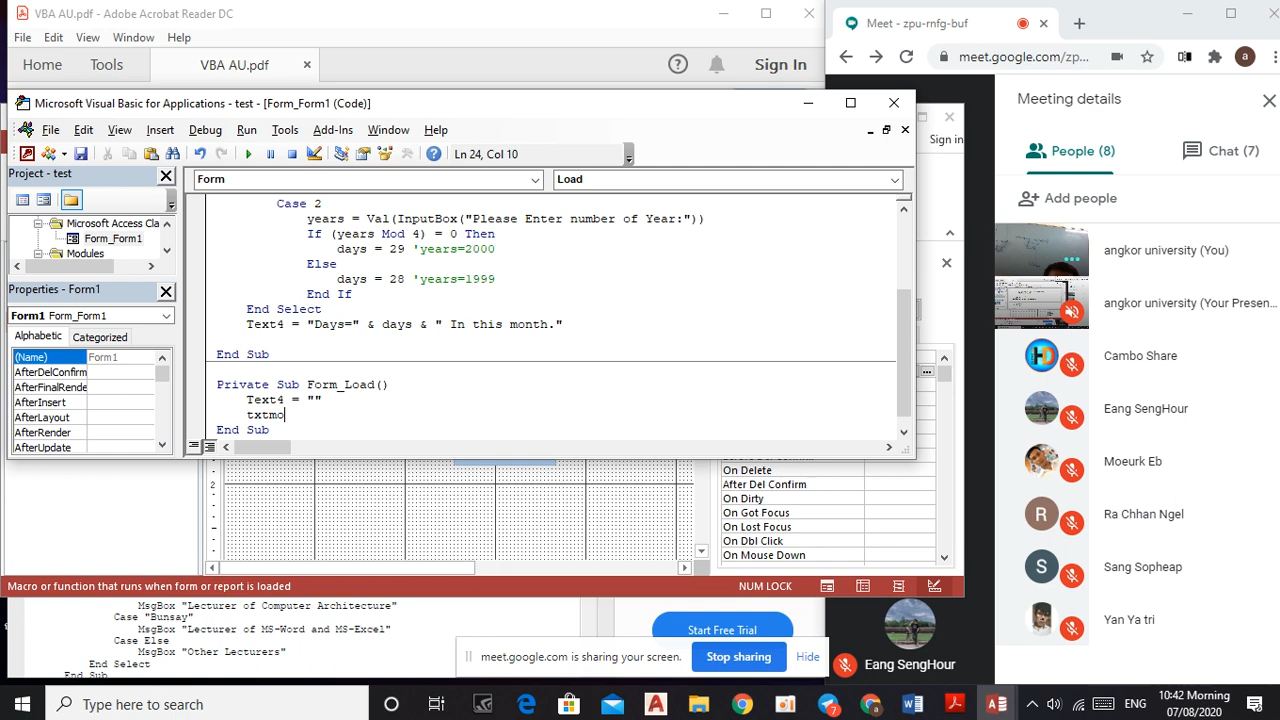 VBA AU.pdf - Adobe Acrobat Reader DC
File Edit View Window Help
Home Tools VBA AU.pdf × Sign In
Microsoft Visual Basic for Applications - test - [Form_Form1 (Code)]
File Edit View Insert Debug Run Tools Add-Ins Window Help
Ln 24, Col 10
Project - test
Microsoft Access Cla
Form_Form1
Modules
Properties - Form1
Form1 Form_Form1
Alphabetic Categorized
(Name) Form1
AfterDelConfirm
AfterFinalRende
AfterInsert
AfterLayout
AfterRender
AfterUpdate
Form Load
Case 2
years = Val(InputBox("Please Enter number of Year:"))
If (years Mod 4) = 0 Then
days = 29 'years=2000
Else
days = 28 'years=1999
End If
End Select
Text4 = "Days=" & days & " In this month."
End Sub
Private Sub Form_Load()
Text4 = ""
txtmo
End Sub
Sign in
2
On Delete
After Del Confirm
On Dirty
On Got Focus
On Lost Focus
On Dbl Click
On Mouse Down
Macro or function that runs when form or report is loaded
NUM LOCK
MsgBox "Lecturer of Computer Architecture"
Case "Bunsay"
MsgBox "Lecturer of MS-Word and MS-Excel"
Case Else
MsgBox "Other Lecturers"
End Select
End Sub
Start Free Trial
meet.google.com is sharing your screen. Stop sharing Hide
Meet - zpu-rnfg-buf
meet.google.com/zp...
a
Meeting details
People (8) Chat (7)
Add people
angkor university (You)
angkor university (Your Presen...
Cambo Share
Eang SengHour
Moeurk Eb
R
Ra Chhan Ngel
S
Sang Sopheap
Yan Ya tri
Eang SengHour
Type here to search
ENG
10:42 Morning
07/08/2020